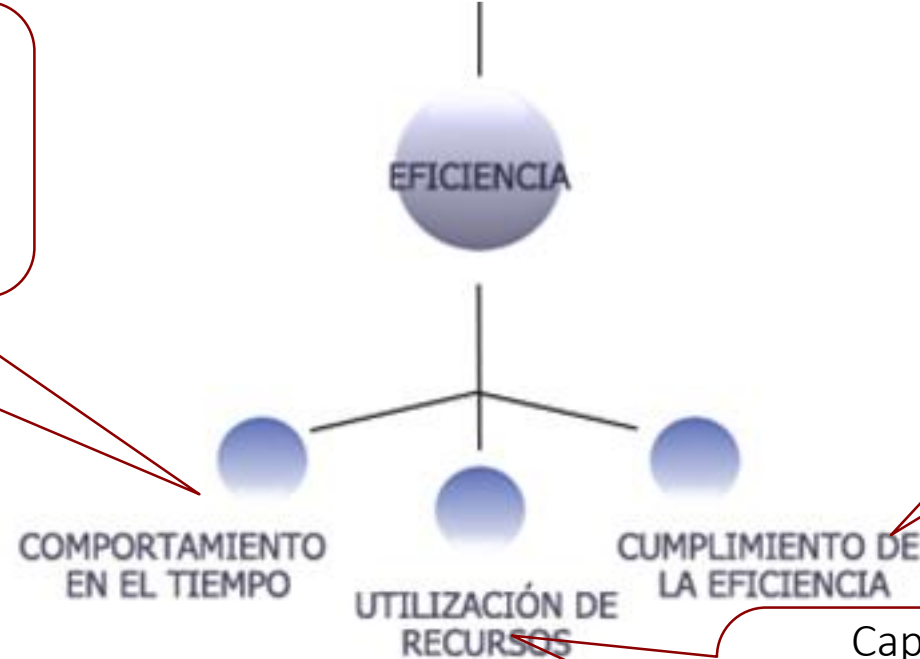 EFICIENCIA
COMPORTAMIENTO
EN EL TIEMPO
UTILIZACIÓN DE
RECURSOS
CUMPLIMIENTO DE
LA EFICIENCIA
Cap